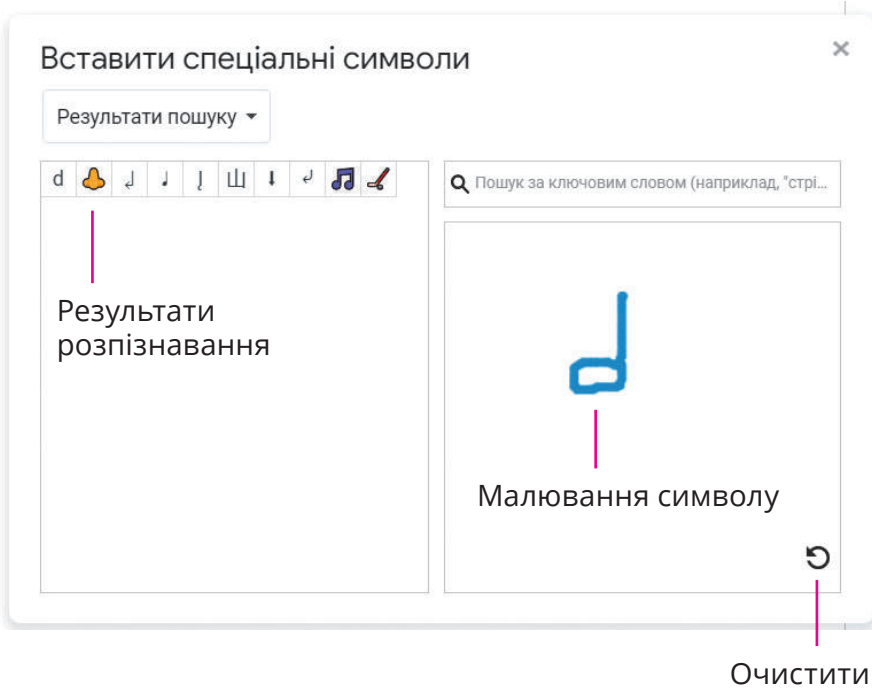 Вставити спеціальні символи
×
Результати пошуку
d
Пошук за ключовим словом (наприклад, "стрі...
Результати
розпізнавання
Малювання символу
Очистити